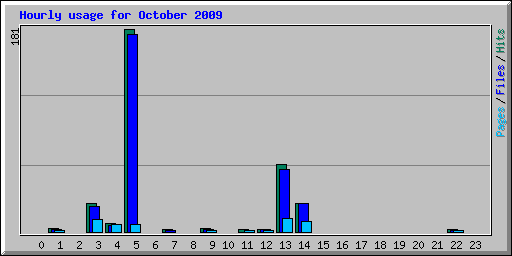 Hourly usage for October 2009
181
Pages/Files/Hits
0 1 2 3 4 5 6 7 8 9 10 11 12 13 14 15 16 17 18 19 20 21 22 23